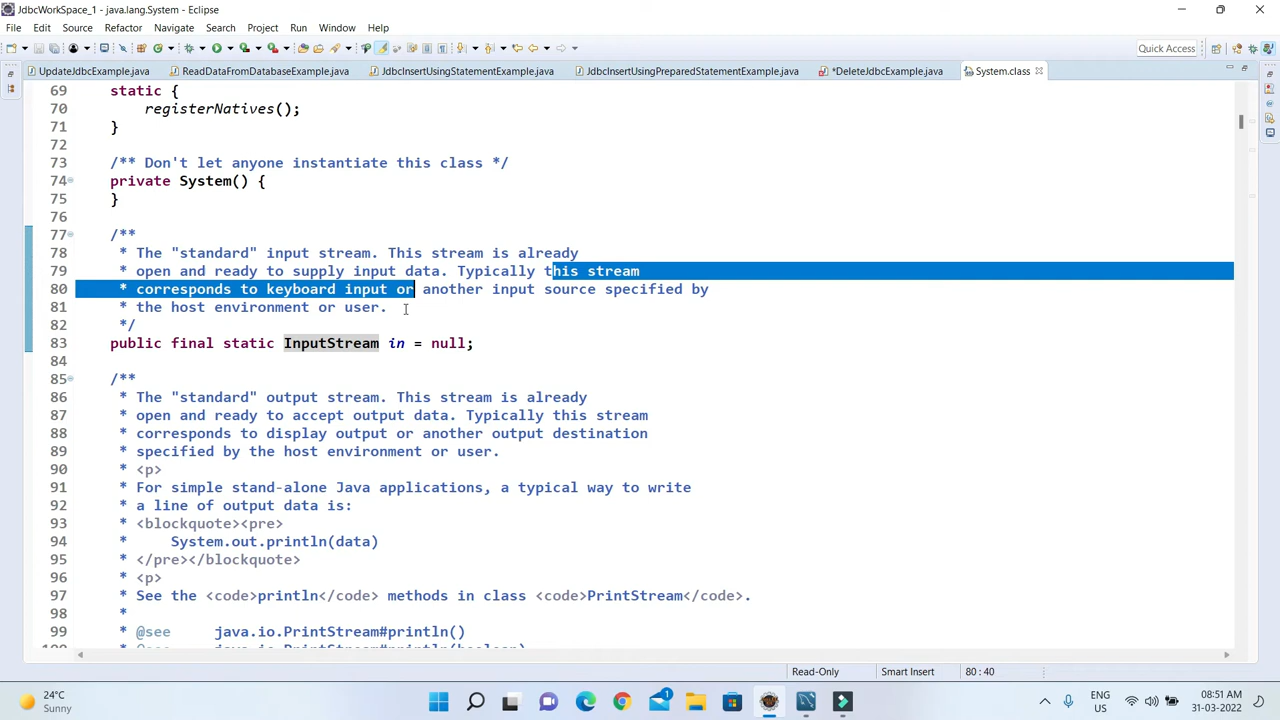 JdbcWorkSpace_1 - java.lang.System - Eclipse
File Edit Source Refactor Navigate Search Project Run Window Help
Quick Access
UpdateJdbcExample.java ReadDataFromDatabaseExample.java JdbcInsertUsingStatementExample.java JdbcInsertUsingPreparedStatementExample.java *DeleteJdbcExample.java System.class
69 static {
70 registerNatives();
71 }
72
73 /** Don't let anyone instantiate this class */
74 private System() {
75 }
76
77 /**
78 * The "standard" input stream. This stream is already
79 * open and ready to supply input data. Typically this stream
80 * corresponds to keyboard input or another input source specified by
81 * the host environment or user.
82 */
83 public final static InputStream in = null;
84
85 /**
86 * The "standard" output stream. This stream is already
87 * open and ready to accept output data. Typically this stream
88 * corresponds to display output or another output destination
89 * specified by the host environment or user.
90 * <p>
91 * For simple stand-alone Java applications, a typical way to write
92 * a line of output data is:
93 * <blockquote><pre>
94 * System.out.println(data)
95 * </pre></blockquote>
96 * <p>
97 * See the <code>println</code> methods in class <code>PrintStream</code>.
98 *
99 * @see java.io.PrintStream#println()
100 * @see java.io.PrintStream#println(boolean)
Read-Only Smart Insert 80 : 40
24°C
Sunny
1
ENG
US
08:51 AM
31-03-2022